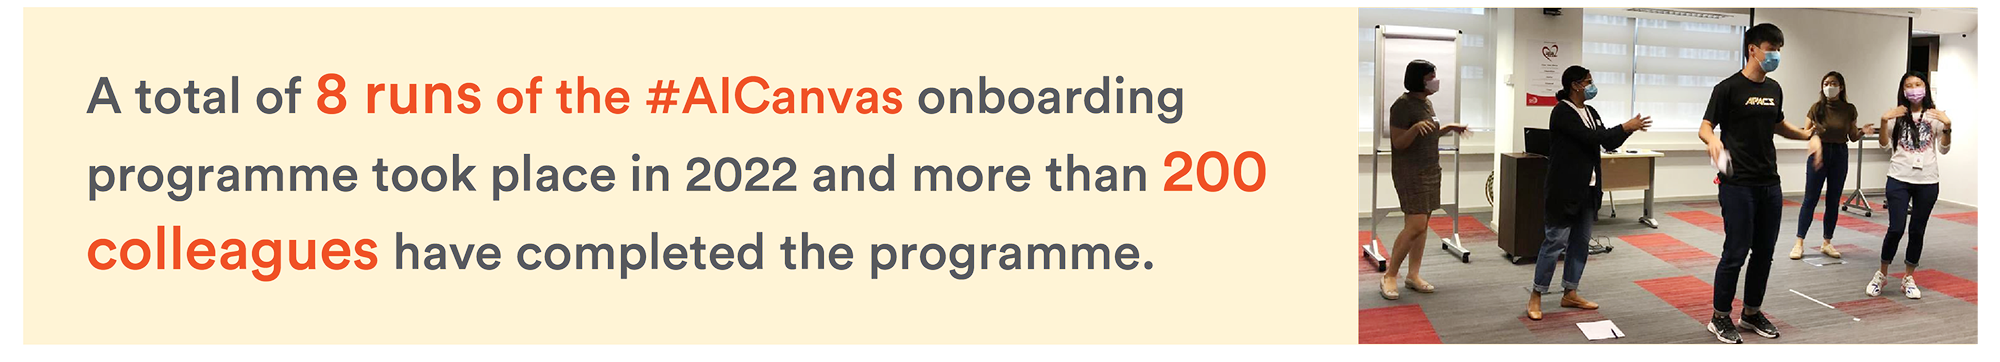 A total of 8 runs of the #AICanvas onboarding
programme took place in 2022 and more than 200
colleagues have completed the programme.
APACS